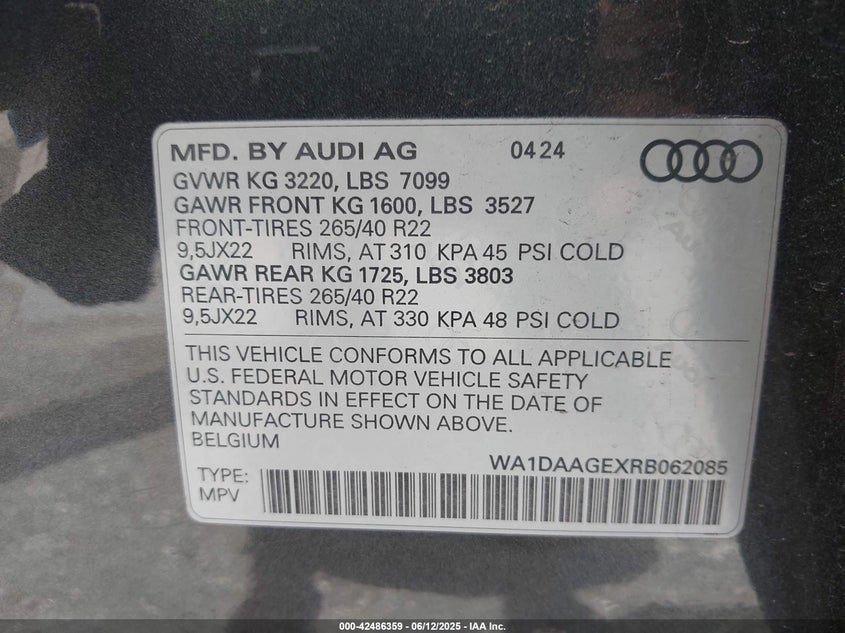 MFD. BY AUDI AG 0424
GVWR KG 3220, LBS 7099
GAWR FRONT KG 1600, LBS 3527
FRONT-TIRES 265/40 R22
9,5JX22 RIMS, AT 310 KPA 45 PSI COLD
GAWR REAR KG 1725, LBS 3803
REAR-TIRES 265/40 R22
9,5JX22 RIMS, AT 330 KPA 48 PSI COLD
THIS VEHICLE CONFORMS TO ALL APPLICABLE
U.S. FEDERAL MOTOR VEHICLE SAFETY
STANDARDS IN EFFECT ON THE DATE OF
MANUFACTURE SHOWN ABOVE.
BELGIUM
WA1DAAGEXRB062085
TYPE:
MPV
000-42486359 - 06/12/2025 - IAA Inc.